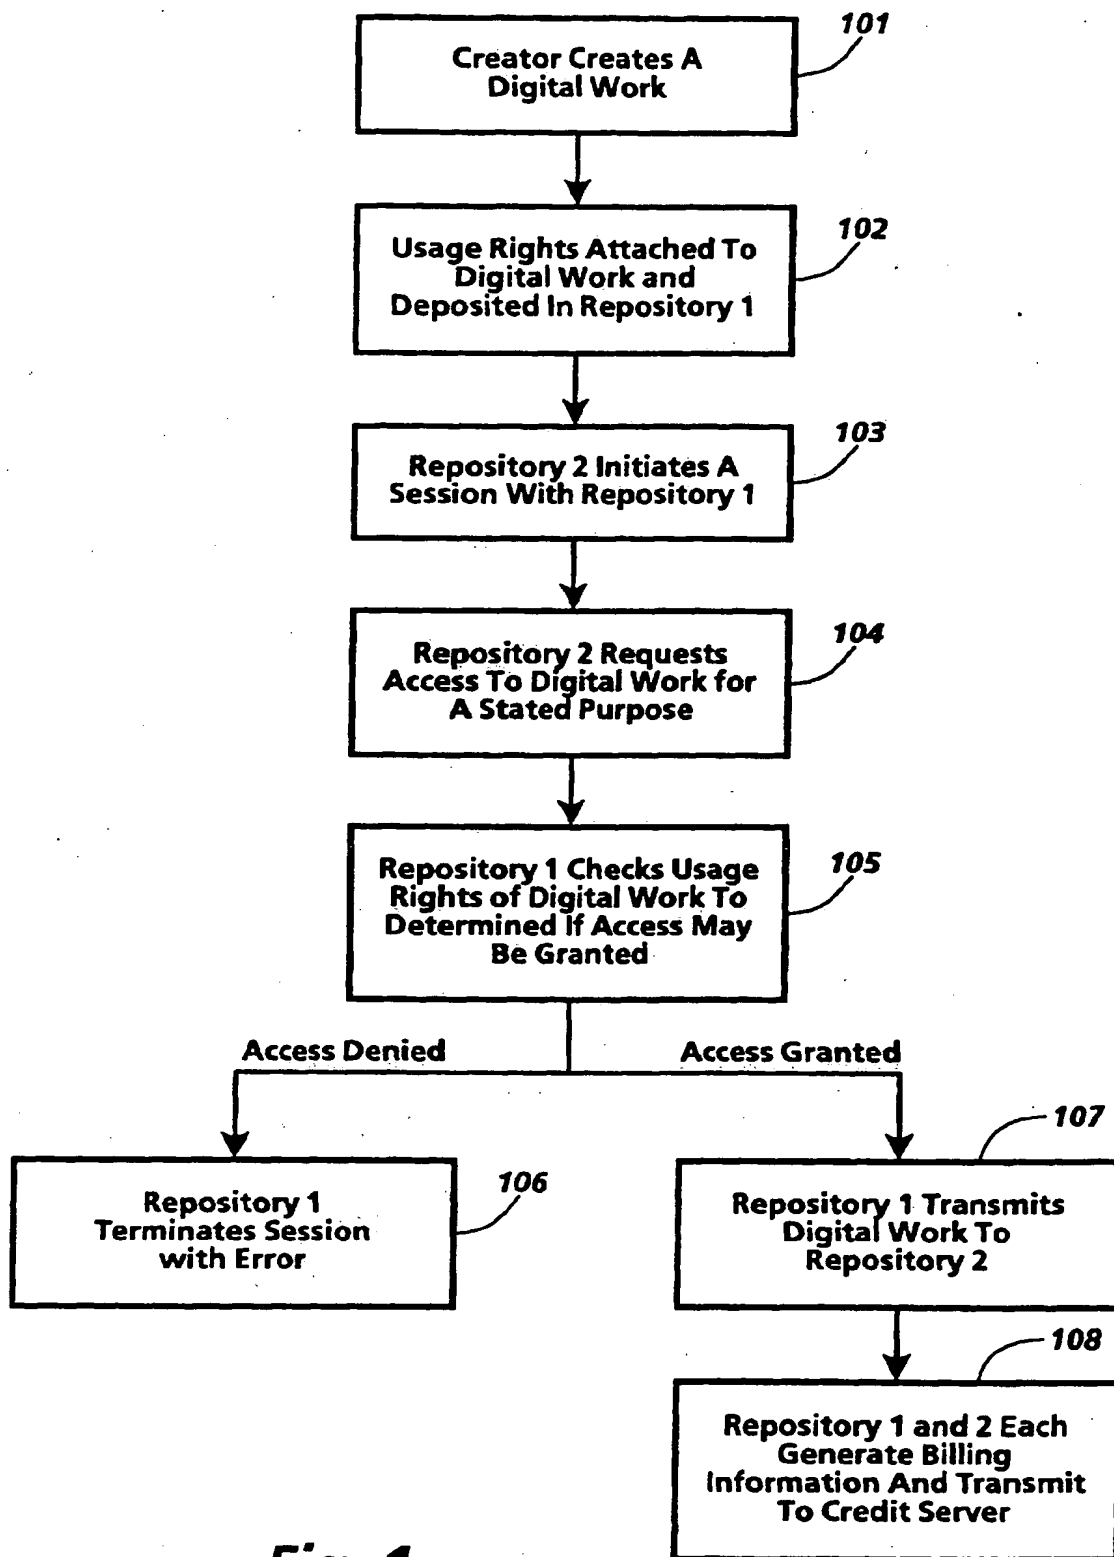 101
Creator Creates A
Digital Work
102
Usage Rights Attached To
Digital Work and
Deposited In Repository 1
103
Repository 2 Initiates A
Session With Repository 1
104
Repository 2 Requests
Access To Digital Work for
A Stated Purpose
105
Repository 1 Checks Usage
Rights of Digital Work To
Determined If Access May
Be Granted
Access Denied
Access Granted
107
106
Repository 1
Terminates Session
with Error
Repository 1 Transmits
Digital Work To
Repository 2
108
Repository 1 and 2 Each
Generate Billing
Information And Transmit
To Credit Server
Fig. 1